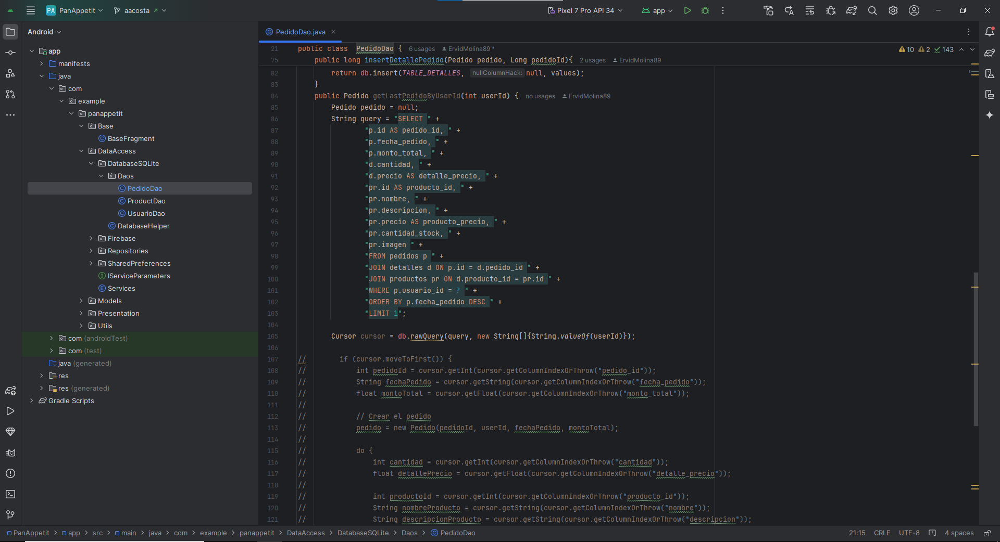 PA PanAppetit aacosta Pixel 7 Pro API 34 app
Android
app
manifests
java
com
example
panappetit
Base
BaseFragment
DataAccess
DatabaseSQLite
Daos
PedidoDao
ProductDao
UsuarioDao
DatabaseHelper
Firebase
Repositories
SharedPreferences
IServiceParameters
Services
Models
Presentation
Utils
com (androidTest)
com (test)
java (generated)
res
res (generated)
Gradle Scripts
PedidoDao.java
10 2 143
21 public class PedidoDao { 6 usages ErvidMolina89 *
75 public long insertDetallePedido(Pedido pedido, Long pedidoId){ 2 usages ErvidMolina89
82 return db.insert(TABLE_DETALLES, nullColumnHack: null, values);
83 }
84 public Pedido getLastPedidoByUserId(int userId) { no usages ErvidMolina89
85 Pedido pedido = null;
86 String query = "SELECT " +
87 "p.id AS pedido_id, " +
88 "p.fecha_pedido, " +
89 "p.monto_total, " +
90 "d.cantidad, " +
91 "d.precio AS detalle_precio, " +
92 "pr.id AS producto_id, " +
93 "pr.nombre, " +
94 "pr.descripcion, " +
95 "pr.precio AS producto_precio, " +
96 "pr.cantidad_stock, " +
97 "pr.imagen " +
98 "FROM pedidos p " +
99 "JOIN detalles d ON p.id = d.pedido_id " +
100 "JOIN productos pr ON d.producto_id = pr.id " +
101 "WHERE p.usuario_id = ? " +
102 "ORDER BY p.fecha_pedido DESC " +
103 "LIMIT 1";
104
105 Cursor cursor = db.rawQuery(query, new String[]{String.valueOf(userId)});
106
107 // if (cursor.moveToFirst()) {
108 // int pedidoId = cursor.getInt(cursor.getColumnIndexOrThrow("pedido_id"));
109 // String fechaPedido = cursor.getString(cursor.getColumnIndexOrThrow("fecha_pedido"));
110 // float montoTotal = cursor.getFloat(cursor.getColumnIndexOrThrow("monto_total"));
111 //
112 // // Crear el pedido
113 // pedido = new Pedido(pedidoId, userId, fechaPedido, montoTotal);
114 //
115 // do {
116 // int cantidad = cursor.getInt(cursor.getColumnIndexOrThrow("cantidad"));
117 // float detallePrecio = cursor.getFloat(cursor.getColumnIndexOrThrow("detalle_precio"));
118 //
119 // int productoId = cursor.getInt(cursor.getColumnIndexOrThrow("producto_id"));
120 // String nombreProducto = cursor.getString(cursor.getColumnIndexOrThrow("nombre"));
121 // String descripcionProducto = cursor.getString(cursor.getColumnIndexOrThrow("descripcion"));
PanAppetit > app > src > main > java > com > example > panappetit > DataAccess > DatabaseSQLite > Daos > PedidoDao 21:15 CRLF UTF-8 4 spaces